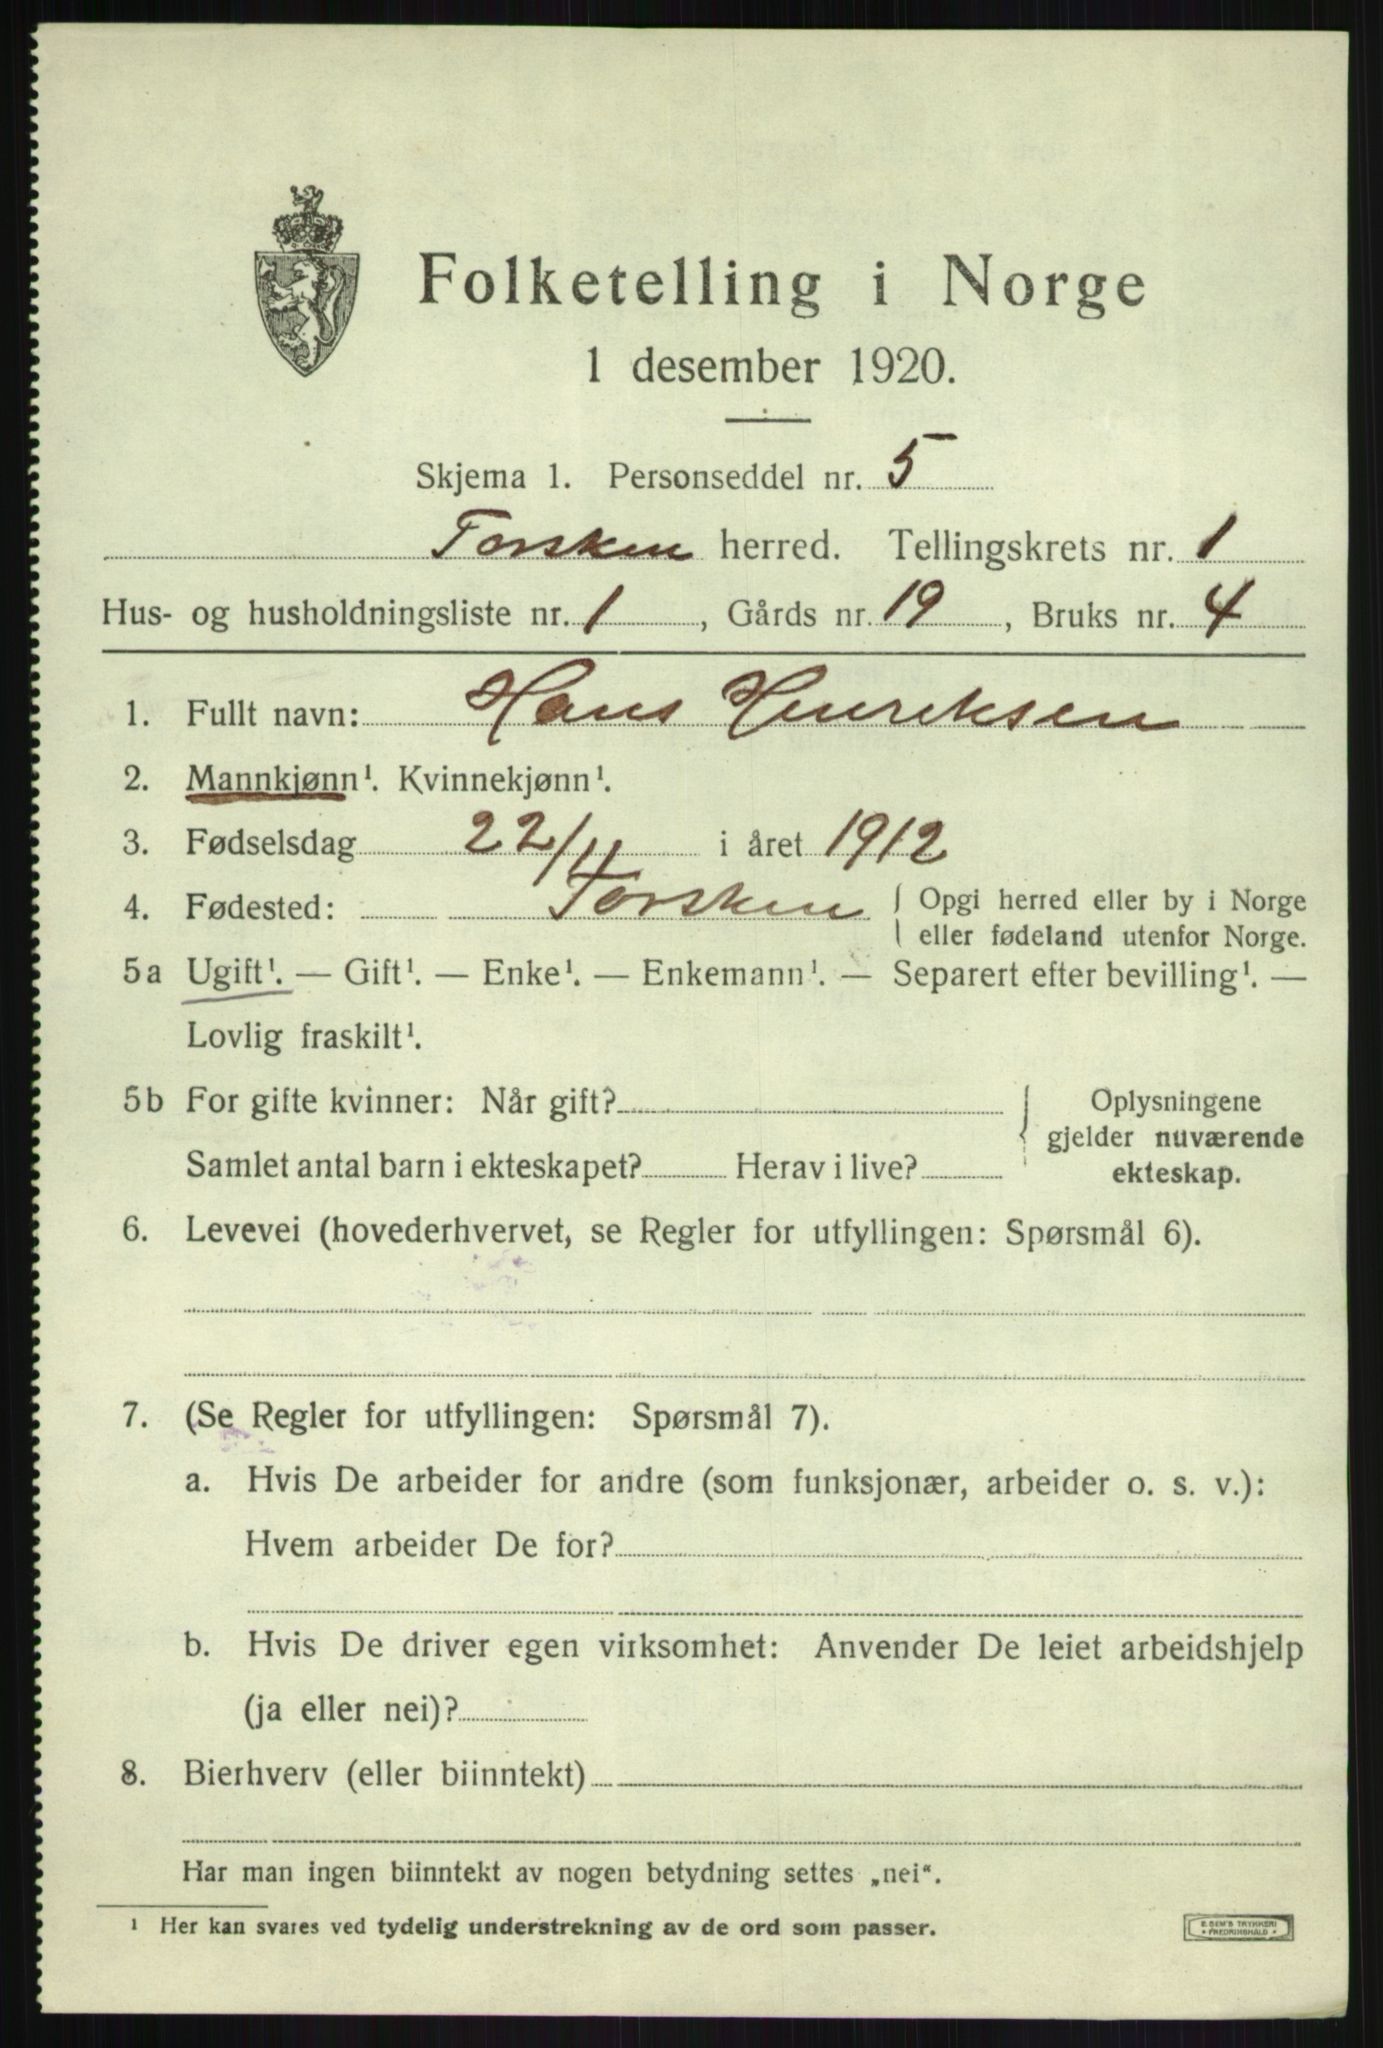 Folketelling i Norge
1 desember 1920.
Skjema 1. Personseddel nr. 5
Torsken herred. Tellingskrets nr. 1
Hus- og husholdningsliste nr. 1, Gårds nr. 19, Bruks nr. 4
1. Fullt navn: Hans Henriksen
2. Mannkjønn¹. Kvinnekjønn¹.
3. Fødselsdag 22/11 i året 1912
4. Fødested: Torsken { Opgi herred eller by i Norge
eller fødeland utenfor Norge.
5a Ugift¹. — Gift¹. — Enke¹. — Enkemann¹. — Separert efter bevilling¹. —
Lovlig fraskilt¹.
5b For gifte kvinner: Når gift?
Samlet antal barn i ekteskapet? Herav i live?
Oplysningene
gjelder nuværende
ekteskap.
6. Levevei (hovederhvervet, se Regler for utfyllingen: Spørsmål 6).
7. (Se Regler for utfyllingen: Spørsmål 7).
a. Hvis De arbeider for andre (som funksjonær, arbeider o. s. v.):
Hvem arbeider De for?
b. Hvis De driver egen virksomhet: Anvender De leiet arbeidshjelp
(ja eller nei)?
8. Bierhverv (eller biinntekt)
Har man ingen biinntekt av nogen betydning settes „nei“.
¹ Her kan svares ved tydelig understrekning av de ord som passer.
E. SEM'S TRYKKERI
FREDRIKSHALD